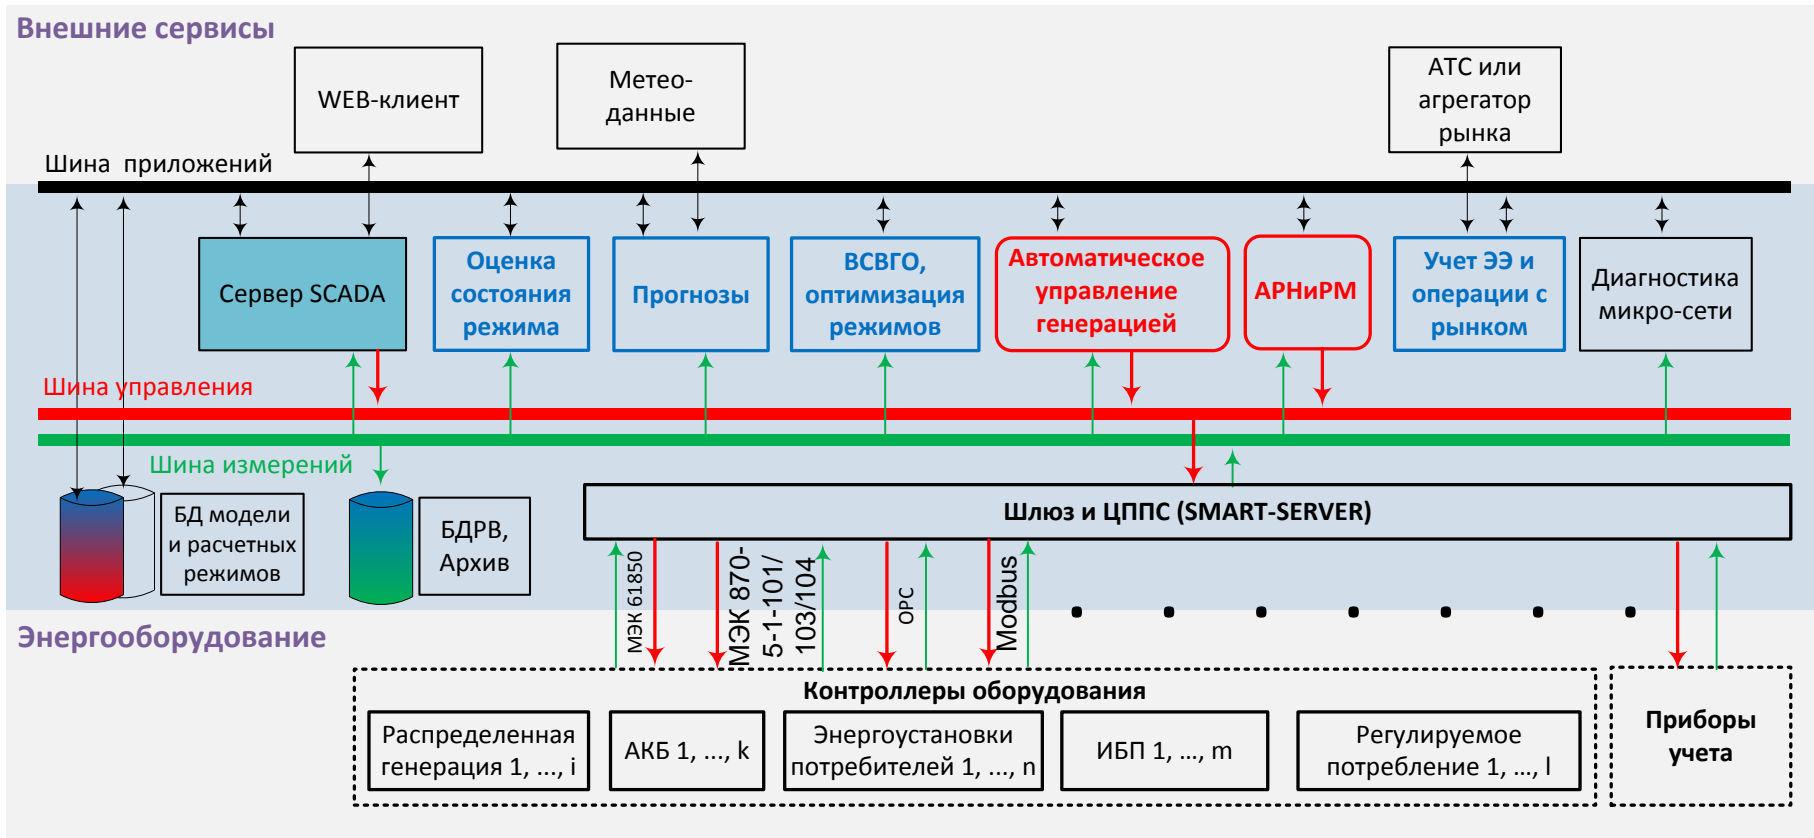 Внешние сервисы
WEB-клиент
Метео-
данные
АТС или
агрегатор
рынка
Шина приложений
Сервер SCADA
Оценка
состояния
режима
Прогнозы
ВСВГО,
оптимизация
режимов
Автоматическое
управление
генерацией
АРНиРМ
Учет ЭЭ и
операции с
рынком
Диагностика
микро-сети
Шина управления
Шина измерений
БД модели
и расчетных
режимов
БДРВ,
Архив
Шлюз и ЦППС (SMART-SERVER)
МЭК 61850
МЭК 870-
5-1-101/
103/104
OPC
Modbus
Энергооборудование
Контроллеры оборудования
Распределенная
генерация 1, ..., i
АКБ 1, ..., k
Энергоустановки
потребителей 1, ..., n
ИБП 1, ..., m
Регулируемое
потребление 1, ..., l
Приборы
учета